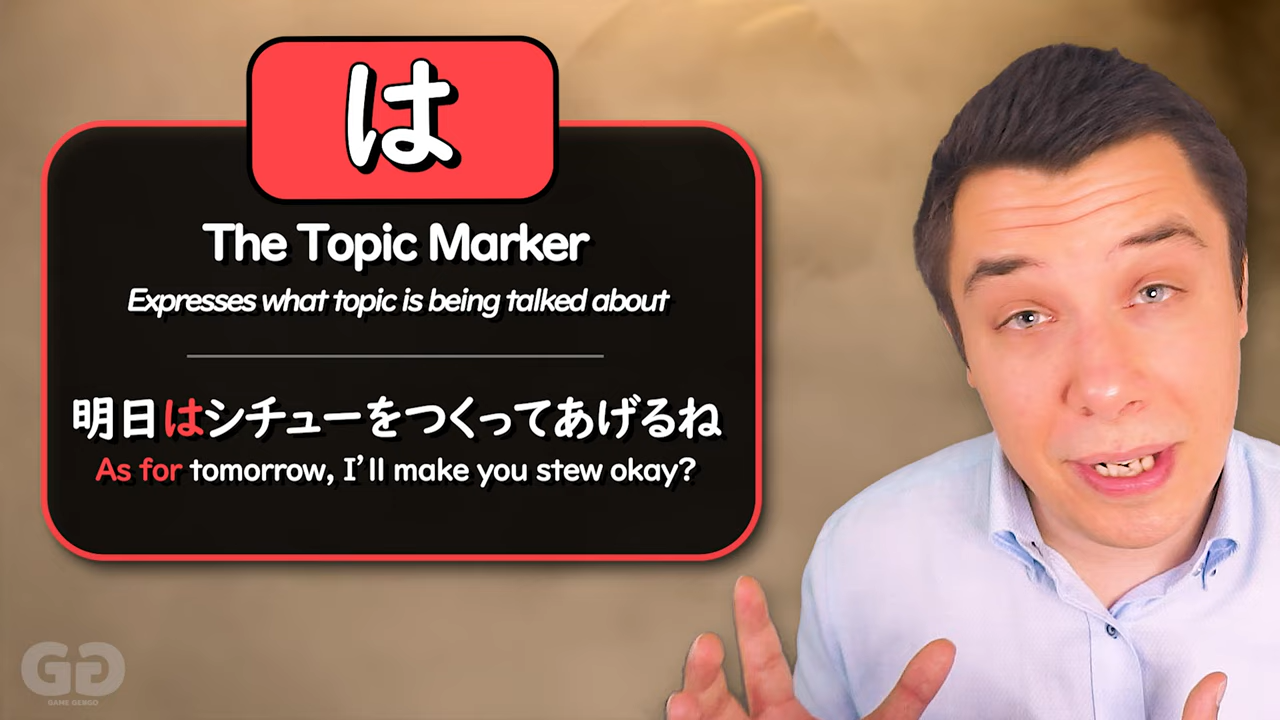 は
The Topic Marker
Expresses what topic is being talked about
明日はシチューをつくってあげるね
As for tomorrow, I'll make you stew okay?
GG
GAME GENGO